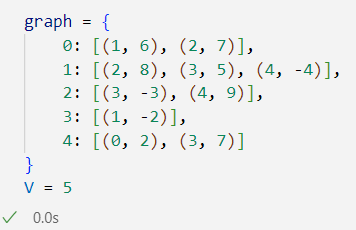 graph = {
    0: [(1, 6), (2, 7)],
    1: [(2, 8), (3, 5), (4, -4)],
    2: [(3, -3), (4, 9)],
    3: [(1, -2)],
    4: [(0, 2), (3, 7)]
}
V = 5
✓ 0.0s